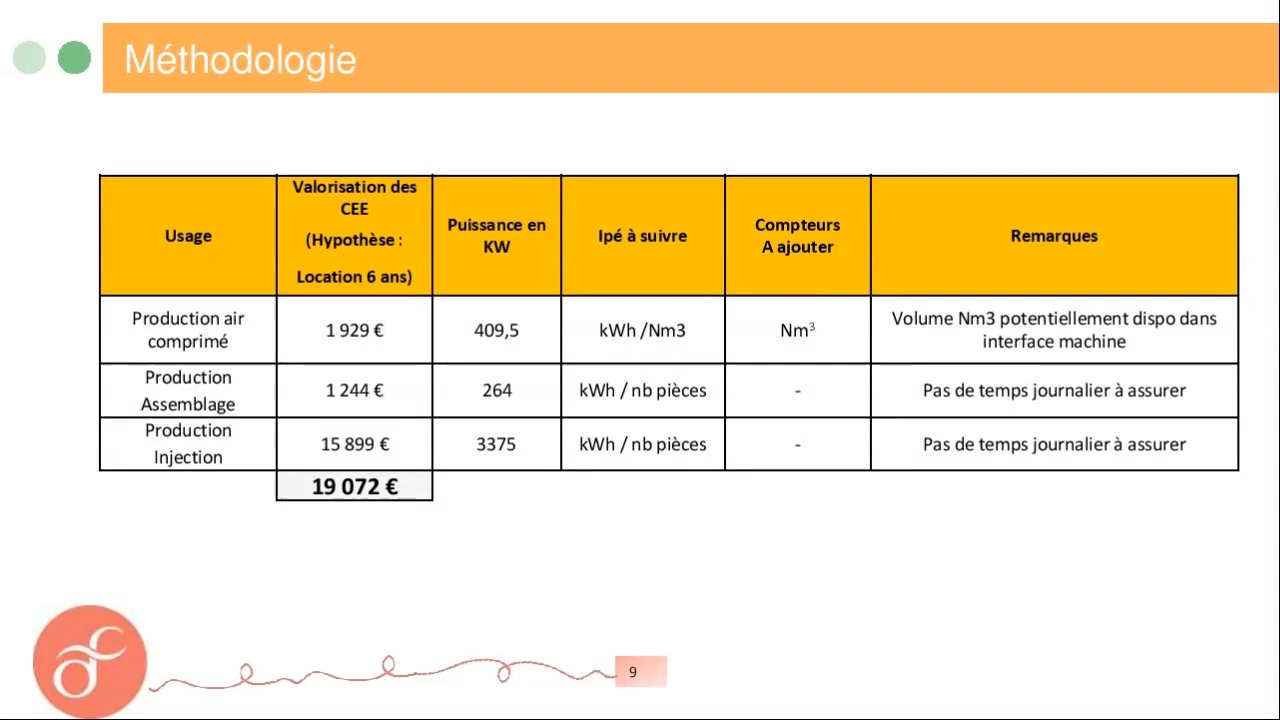 Méthodologie
Usage
Valorisation des
CEE
(Hypothèse :
Location 6 ans)
Puissance en
KW
Ipé à suivre
Compteurs
A ajouter
Remarques
Production air
comprimé
1 929 €
409,5
kWh /Nm3
Nm³
Volume Nm3 potentiellement dispo dans
interface machine
Production
Assemblage
1 244 €
264
kWh / nb pièces
-
Pas de temps journalier à assurer
Production
Injection
15 899 €
3375
kWh / nb pièces
-
Pas de temps journalier à assurer
19 072 €
9